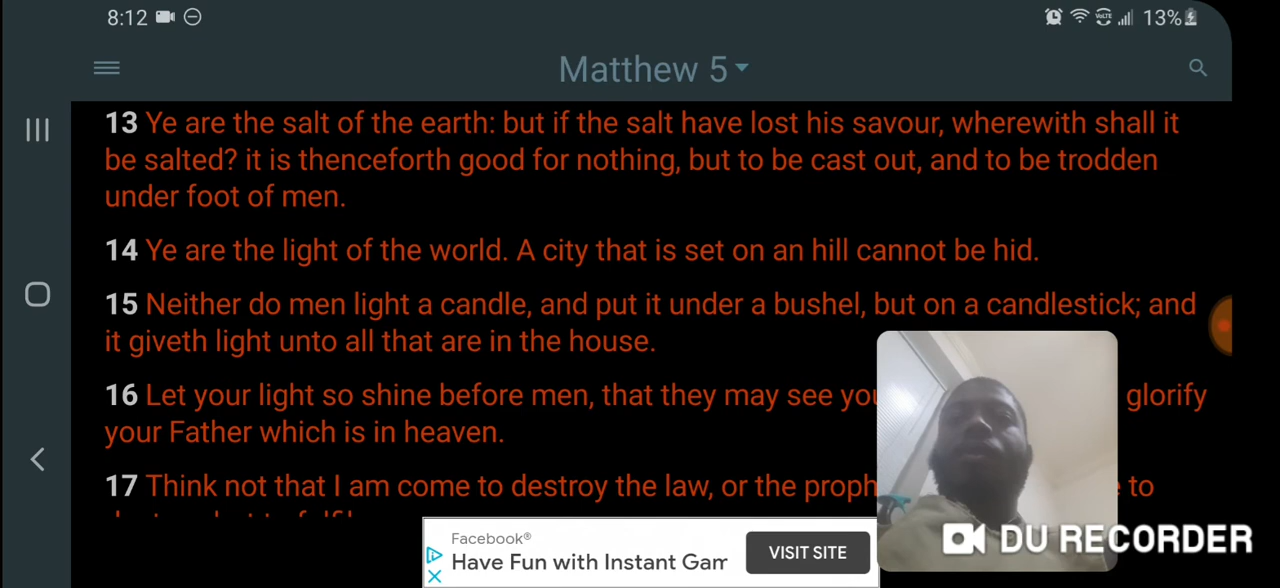 8:12 VoLTE 13%
Matthew 5
13 Ye are the salt of the earth: but if the salt have lost his savour, wherewith shall it
be salted? it is thenceforth good for nothing, but to be cast out, and to be trodden
under foot of men.
14 Ye are the light of the world. A city that is set on an hill cannot be hid.
15 Neither do men light a candle, and put it under a bushel, but on a candlestick; and
it giveth light unto all that are in the house.
16 Let your light so shine before men, that they may see glorify
your Father which is in heaven.
17 Think not that I am come to destroy the law, or the to
Facebook®
Have Fun with Instant
VISIT SITE
DU RECORDER